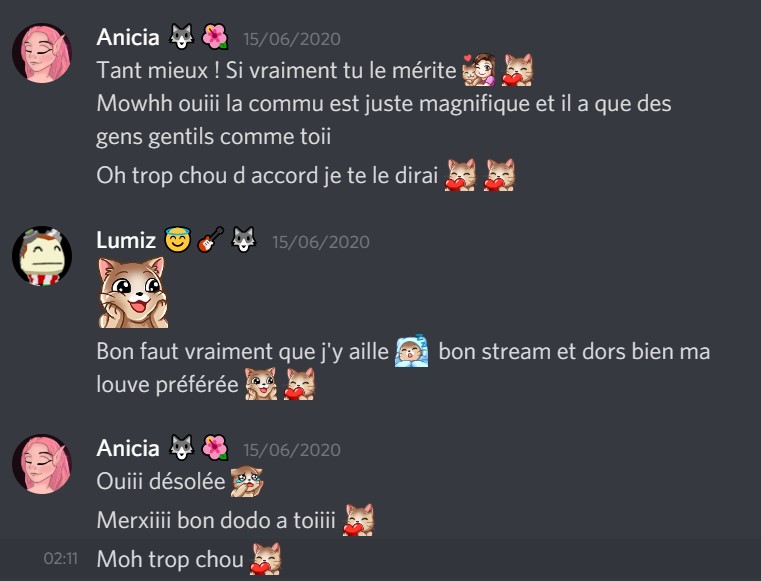 Anicia 🐺 🌺 15/06/2020
Tant mieux ! Si vraiment tu le mérite
Mowhh ouiii la commu est juste magnifique et il a que des
gens gentils comme toii
Oh trop chou d accord je te le dirai
Lumiz 😇 🎸 🐺 15/06/2020
Bon faut vraiment que j'y aille bon stream et dors bien ma
louve préférée
Anicia 🐺 🌺 15/06/2020
Ouiii désolée
Merxiiii bon dodo a toiiii
02:11 Moh trop chou